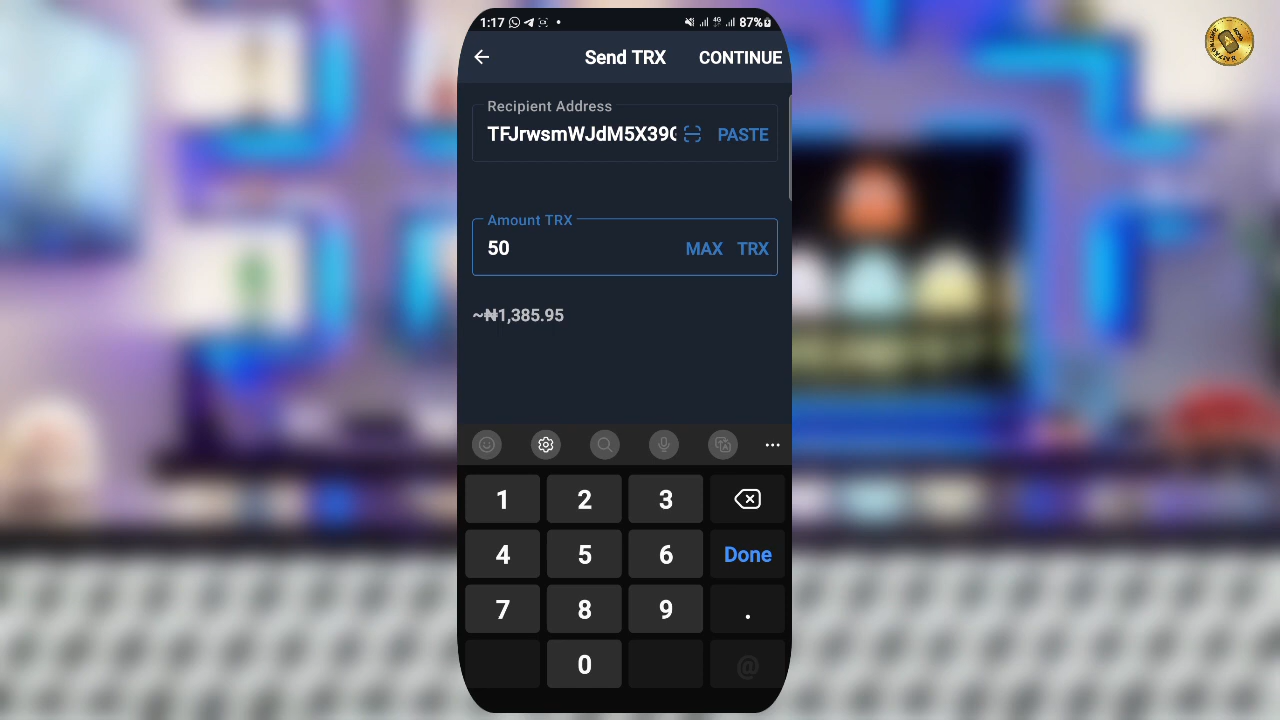 1:17 87%
Send TRX CONTINUE
Recipient Address
TFJrwsmWJdM5X39 PASTE
Amount TRX
50 MAX TRX
~₦1,385.95
1 2 3
4 5 6 Done
7 8 9 .
0 @